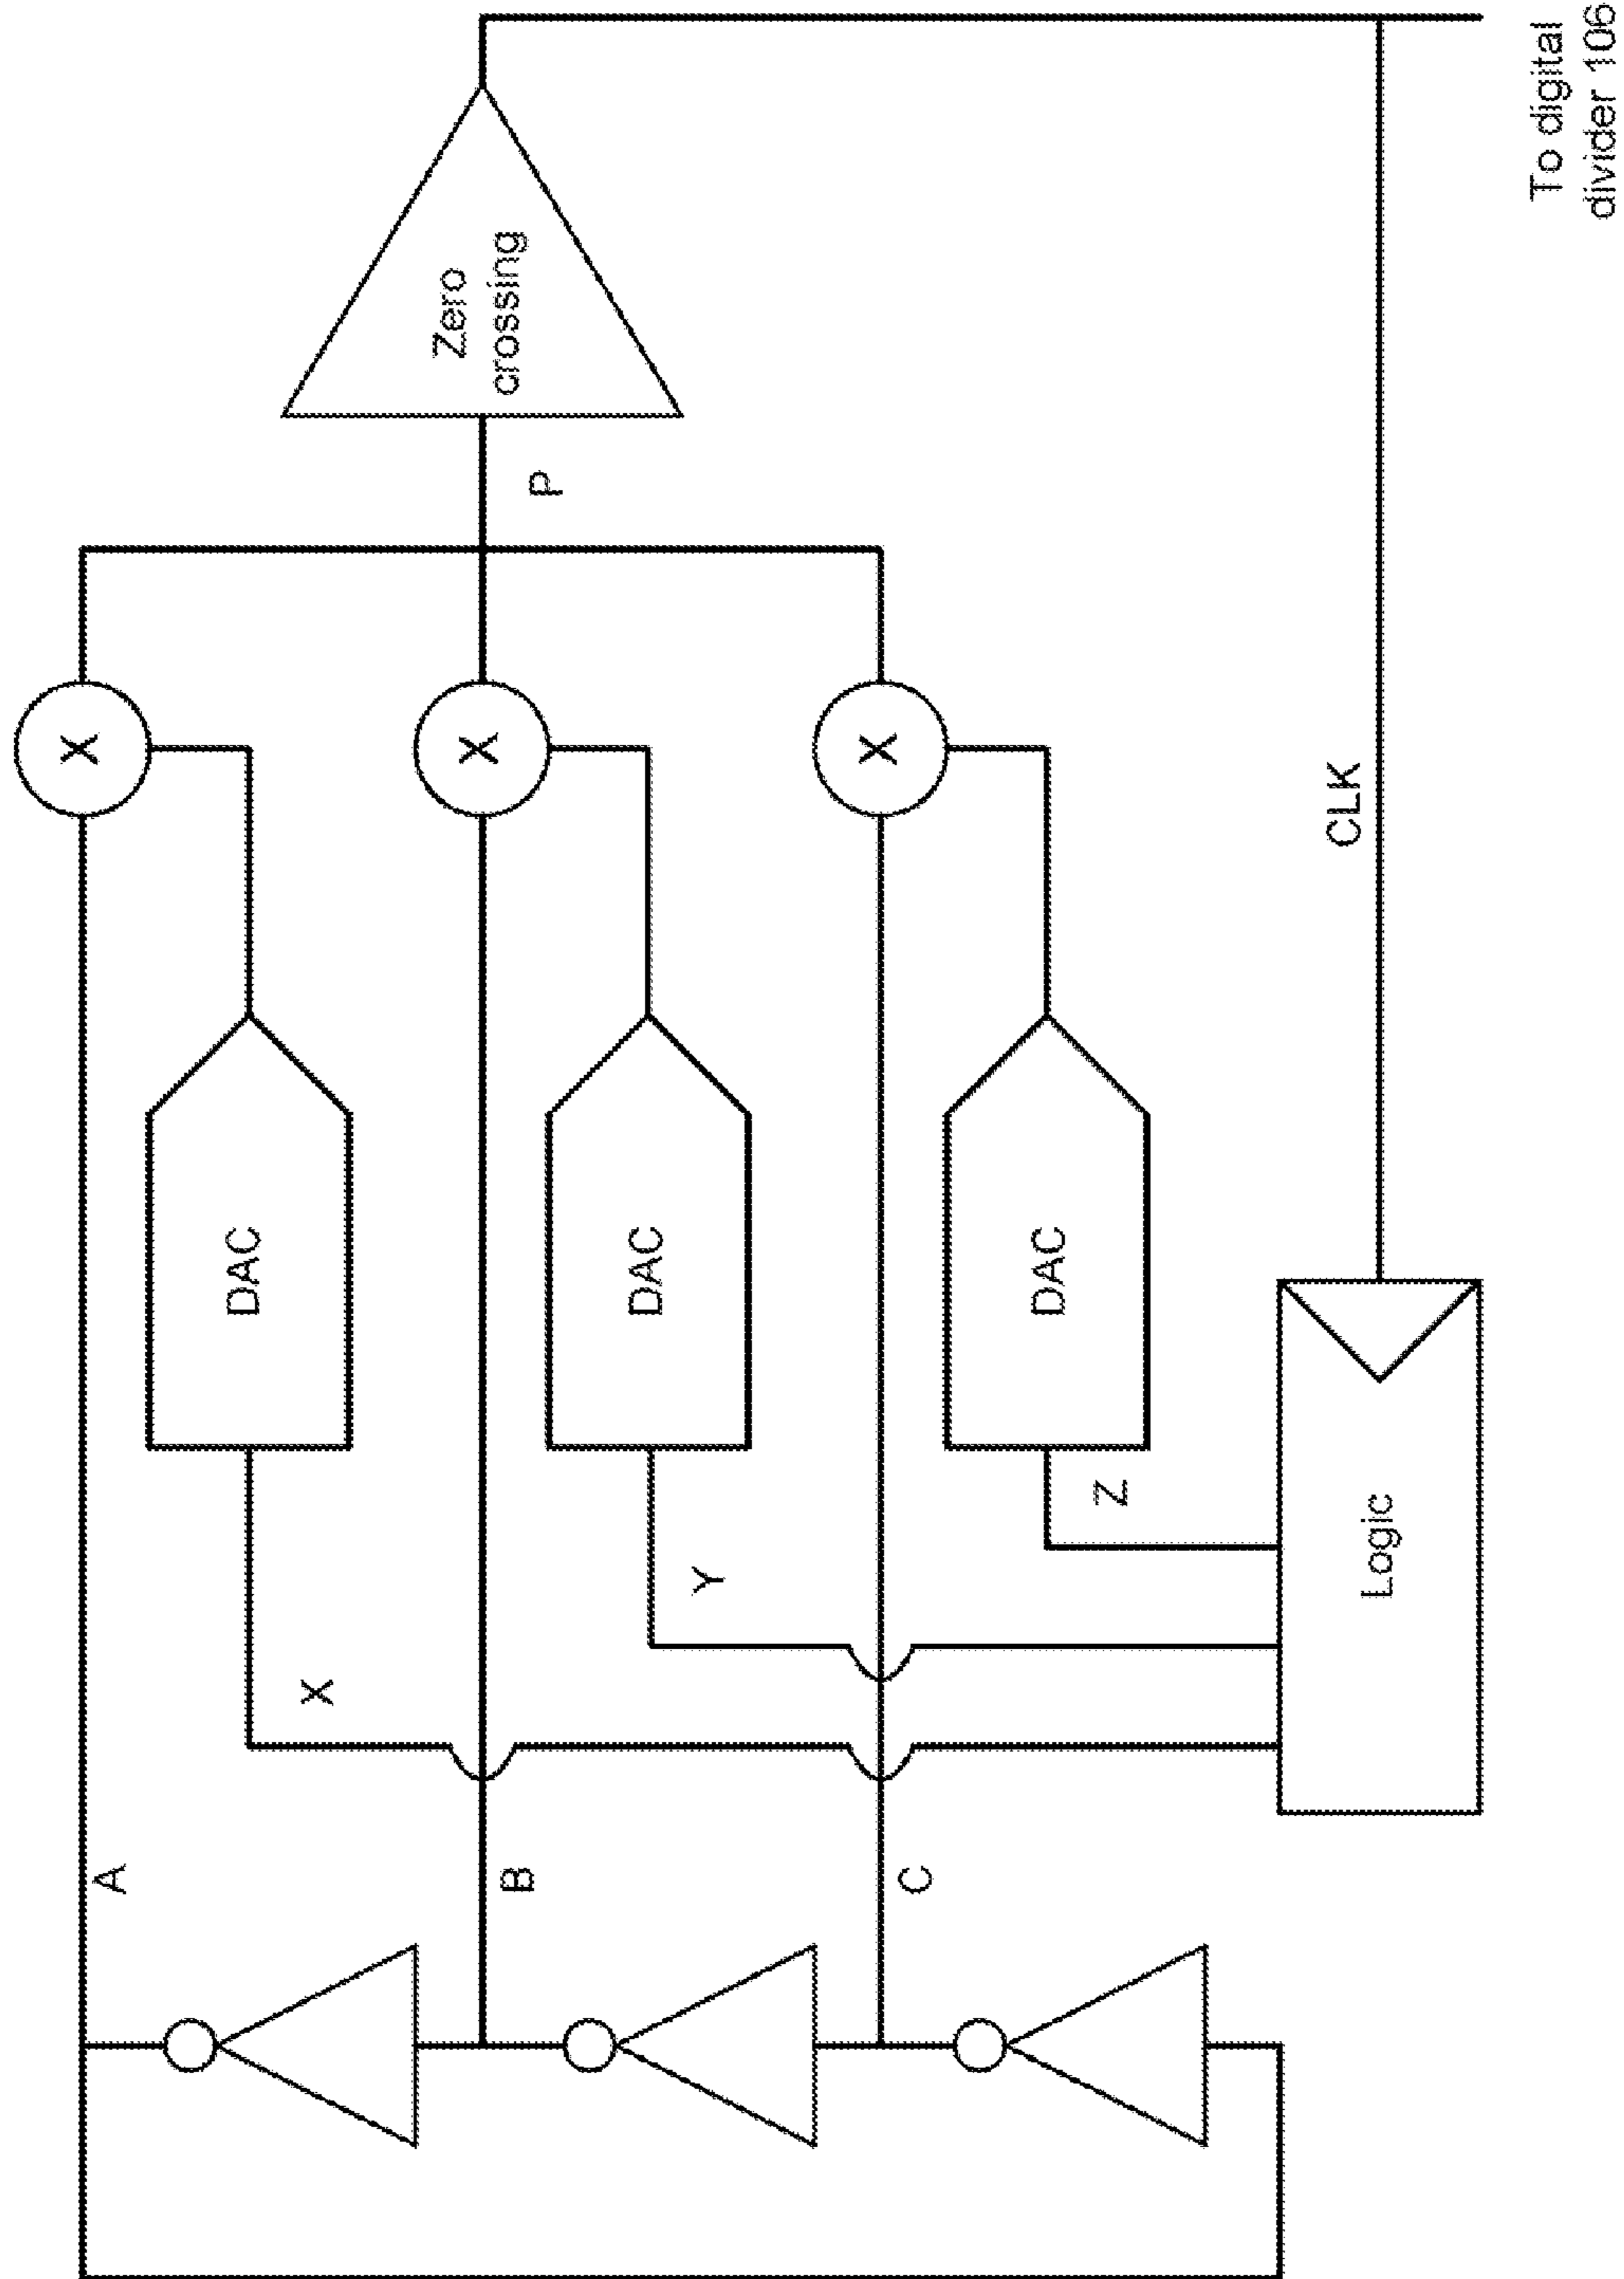 A
X
DAC
X
B
X
P
Zero
crossing
DAC
Y
C
X
DAC
Z
CLK
Logic
To digital
divider 106